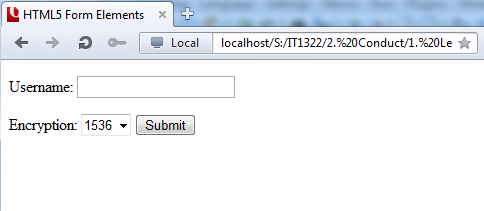 HTML5 Form Elements
Local localhost/S:/IT1322/2.%20Conduct/1.%20Le
Username:
Encryption: 1536 Submit